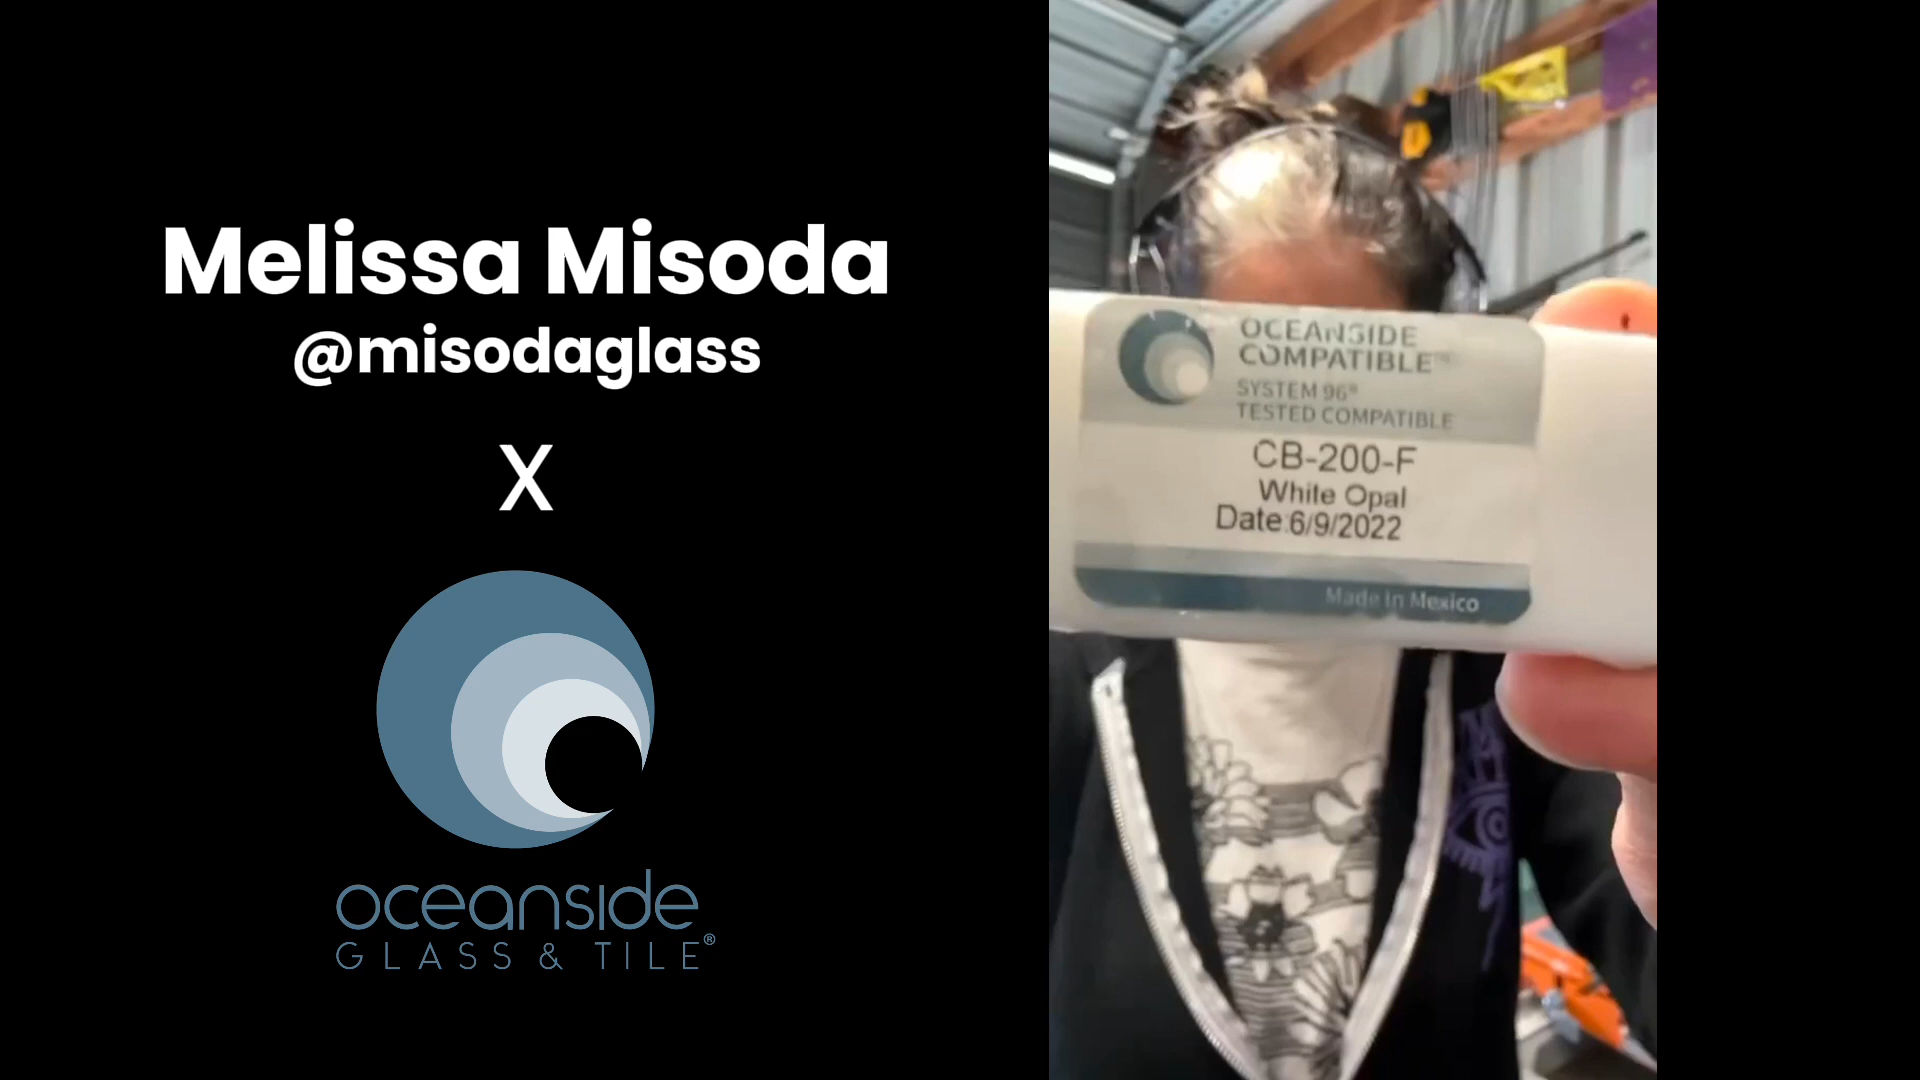 Melissa Misoda
@misodaglass
X
oceanside
GLASS & TILE®
OCEANSIDE
COMPATIBLE™
SYSTEM 96®
TESTED COMPATIBLE
CB-200-F
White Opal
Date:6/9/2022
Made in Mexico